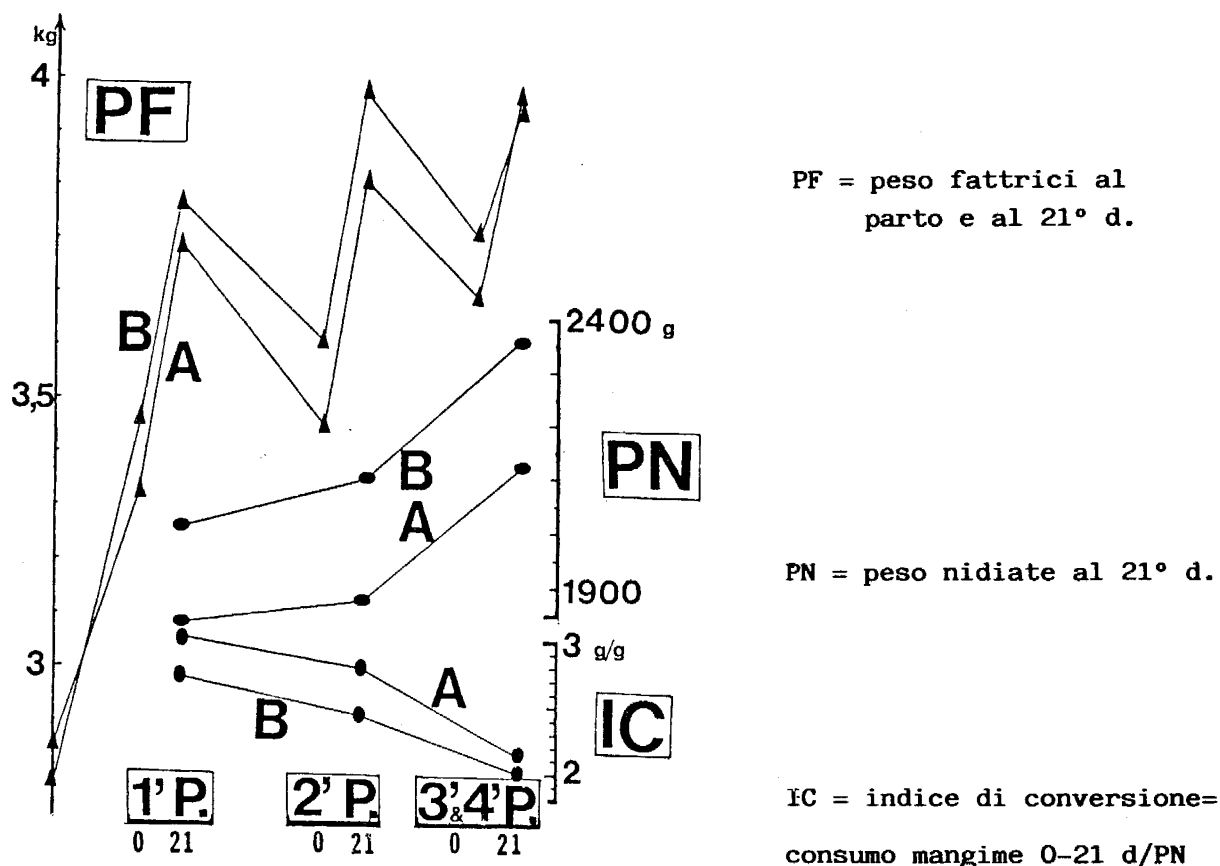 kg
4
PF
PF = peso fattrici al
parto e al 21° d.
B
A
3,5
2400 g
B
A
PN
PN = peso nidiate al 21° d.
1900
3
3 g/g
A
B
IC
2
1' P.
2' P.
3'&4' P.
0 21
0 21
0 21
IC = indice di conversione=
consumo mangime 0-21 d/PN